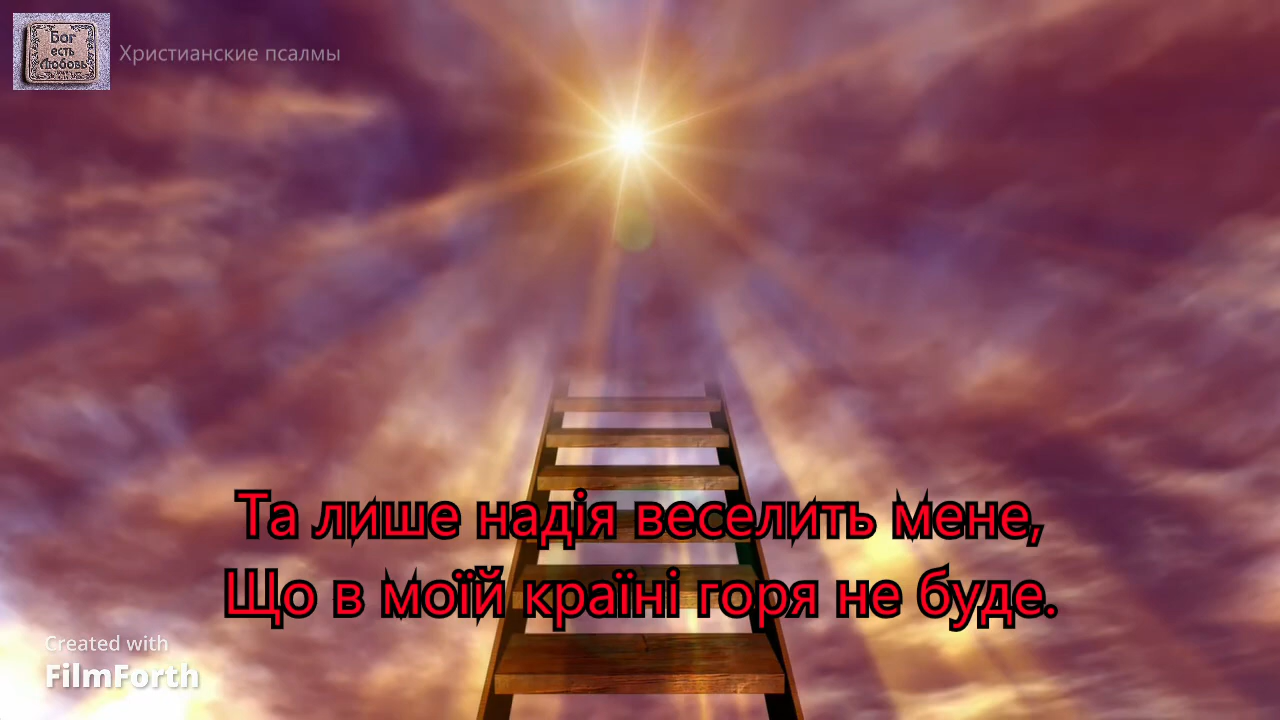 Бог
есть
Любовь
Христианские псалмы
Та лише надія веселить мене,
Що в моїй країні горя не буде.
Created with
FilmForth